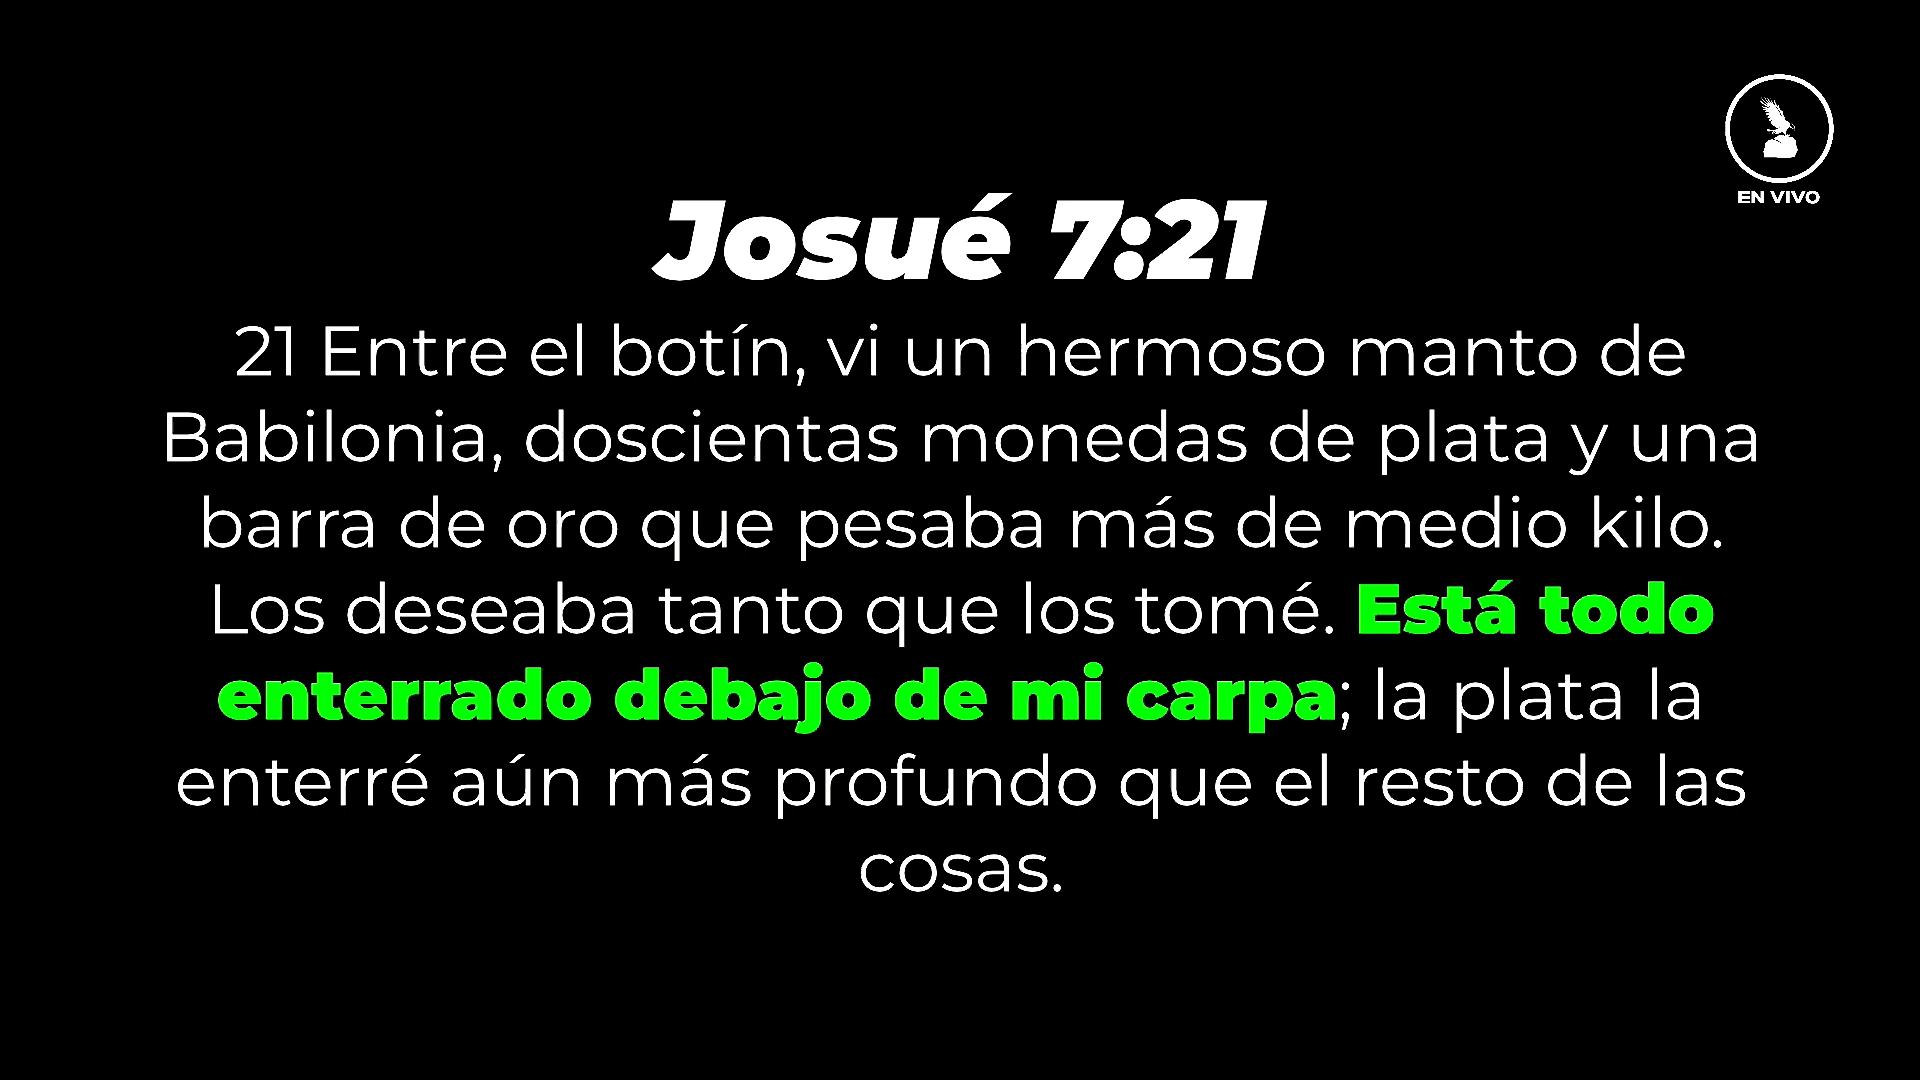 EN VIVO
Josué 7:21
21 Entre el botín, vi un hermoso manto de
Babilonia, doscientas monedas de plata y una
barra de oro que pesaba más de medio kilo.
Los deseaba tanto que los tomé. Está todo
enterrado debajo de mi carpa; la plata la
enterré aún más profundo que el resto de las
cosas.